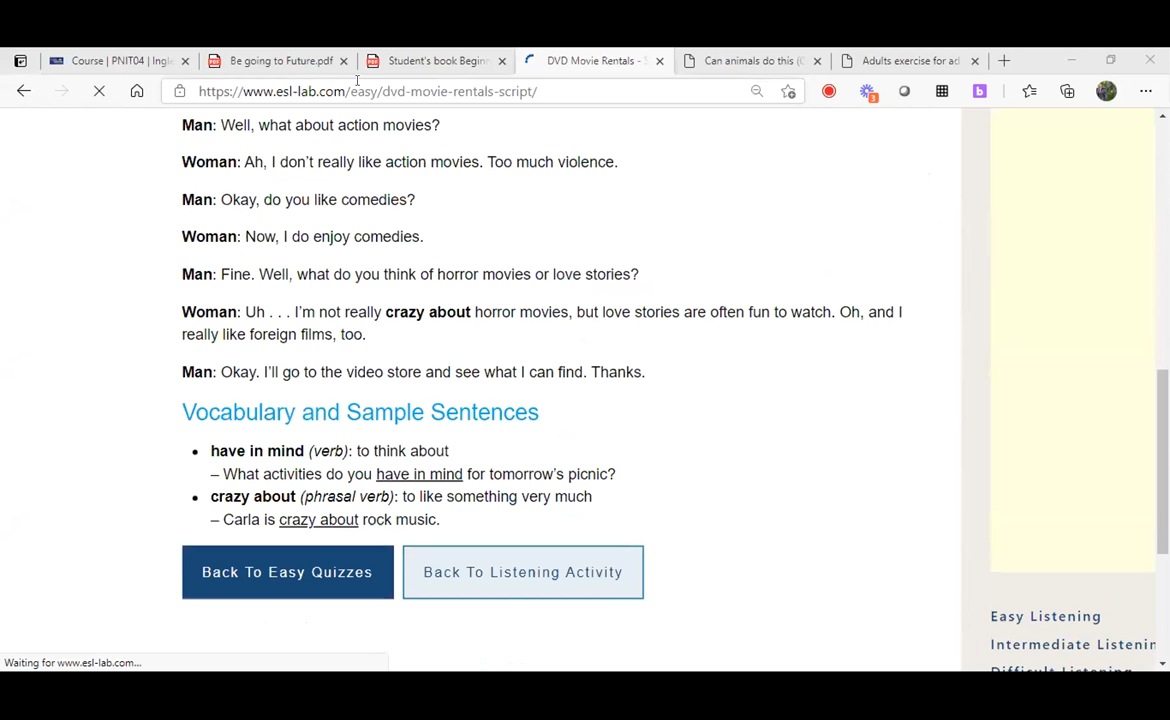 Course | PNIT04 | Ingle
Be going to Future.pdf
Student's book Beginn
DVD Movie Rentals - S
Can animals do this (
Adults exercise for ad
https://www.esl-lab.com/easy/dvd-movie-rentals-script/
3
b
Man: Well, what about action movies?
Woman: Ah, I don't really like action movies. Too much violence.
Man: Okay, do you like comedies?
Woman: Now, I do enjoy comedies.
Man: Fine. Well, what do you think of horror movies or love stories?
Woman: Uh . . . I'm not really crazy about horror movies, but love stories are often fun to watch. Oh, and I
really like foreign films, too.
Man: Okay. I'll go to the video store and see what I can find. Thanks.
Vocabulary and Sample Sentences
• have in mind (verb): to think about
– What activities do you have in mind for tomorrow's picnic?
• crazy about (phrasal verb): to like something very much
– Carla is crazy about rock music.
Back To Easy Quizzes
Back To Listening Activity
Easy Listening
Intermediate Listenin
Difficult Listening
Waiting for www.esl-lab.com...